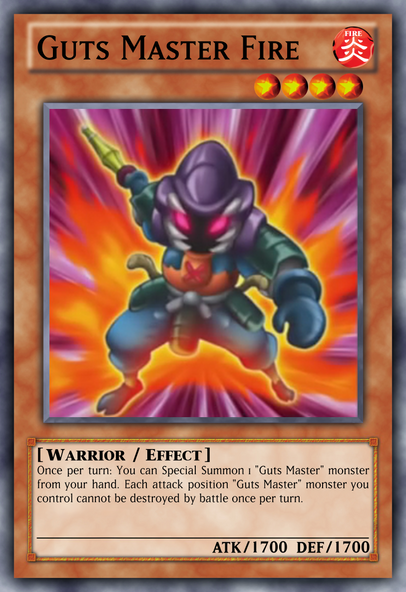 Guts Master Fire
FIRE
炎
[ Warrior / Effect ]
Once per turn: You can Special Summon 1 "Guts Master" monster
from your hand. Each attack position "Guts Master" monster you
control cannot be destroyed by battle once per turn.
ATK/1700 DEF/1700